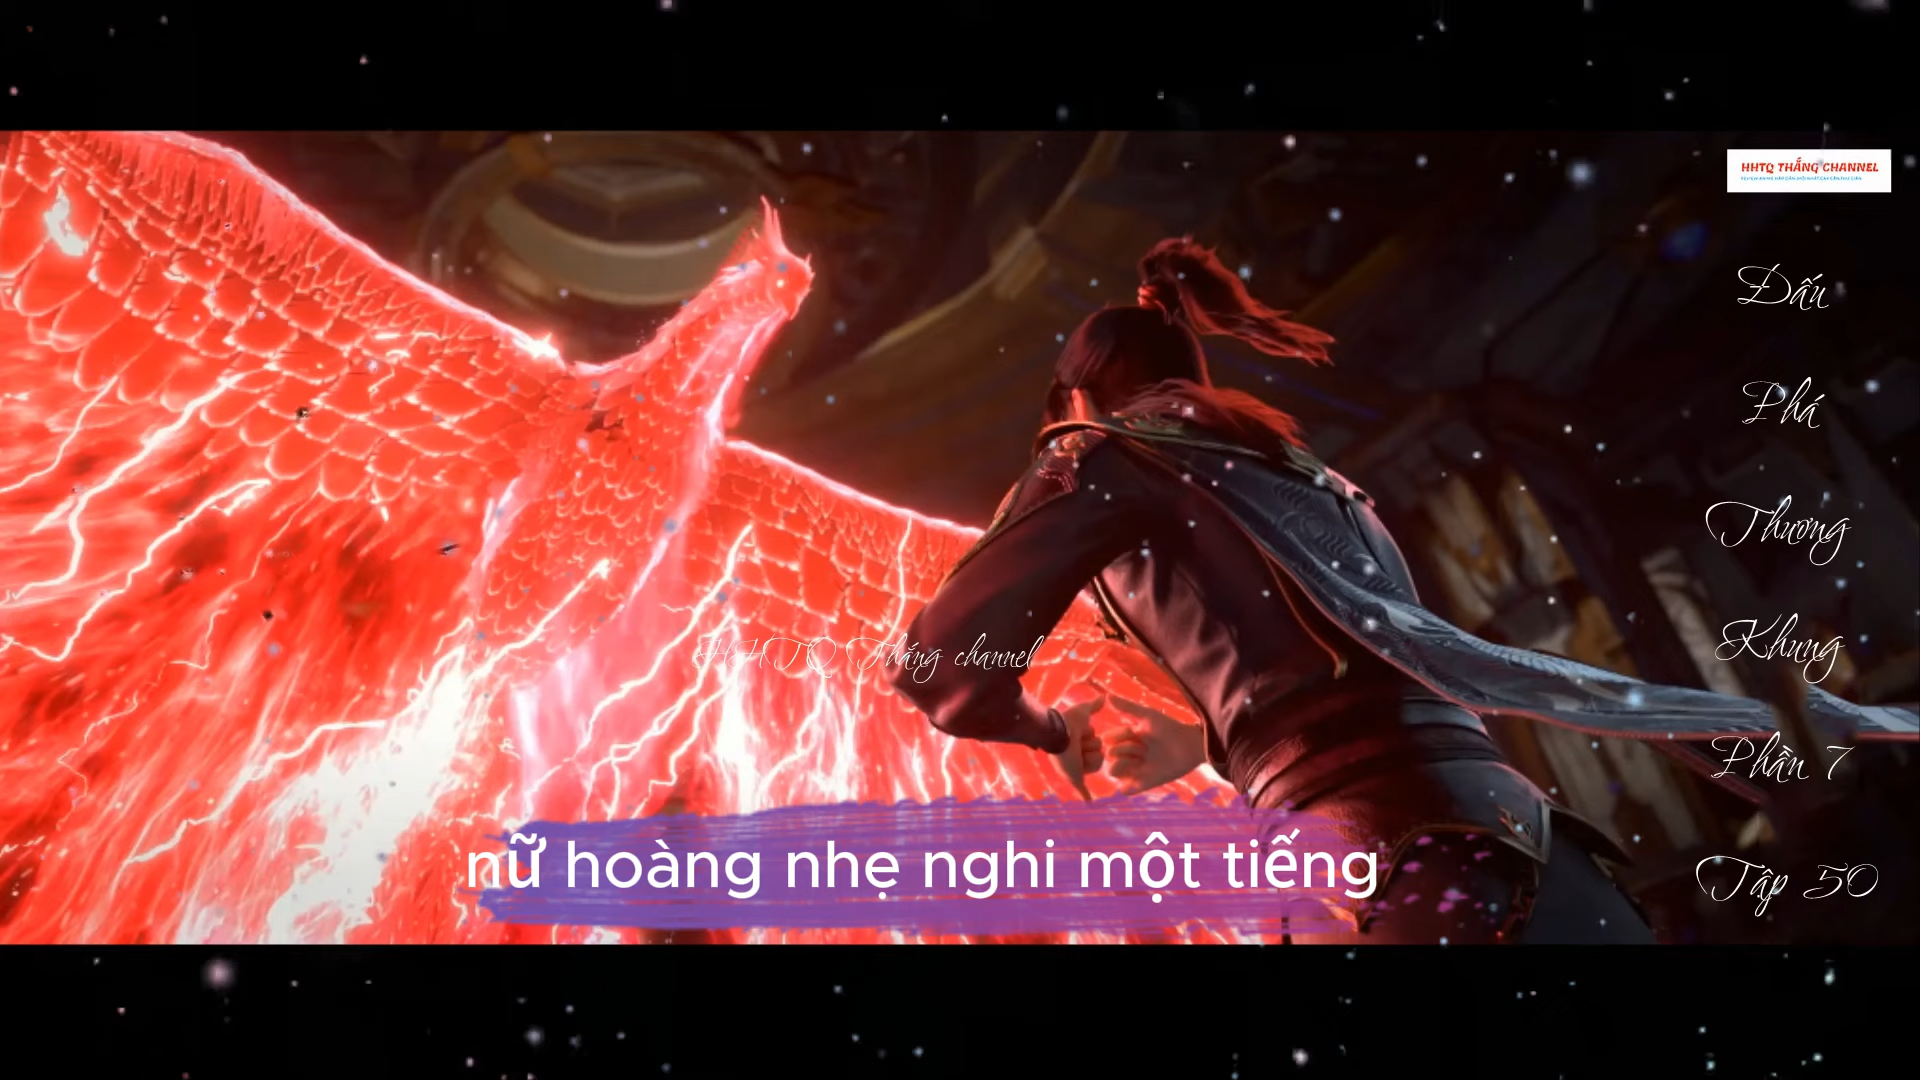 HHTQ THẮNG CHANNEL
Đấu
Phá
Thương
Khung
HHTQ Thắng channel
Phần 7
nữ hoàng nhẹ nghi một tiếng
Tập 50